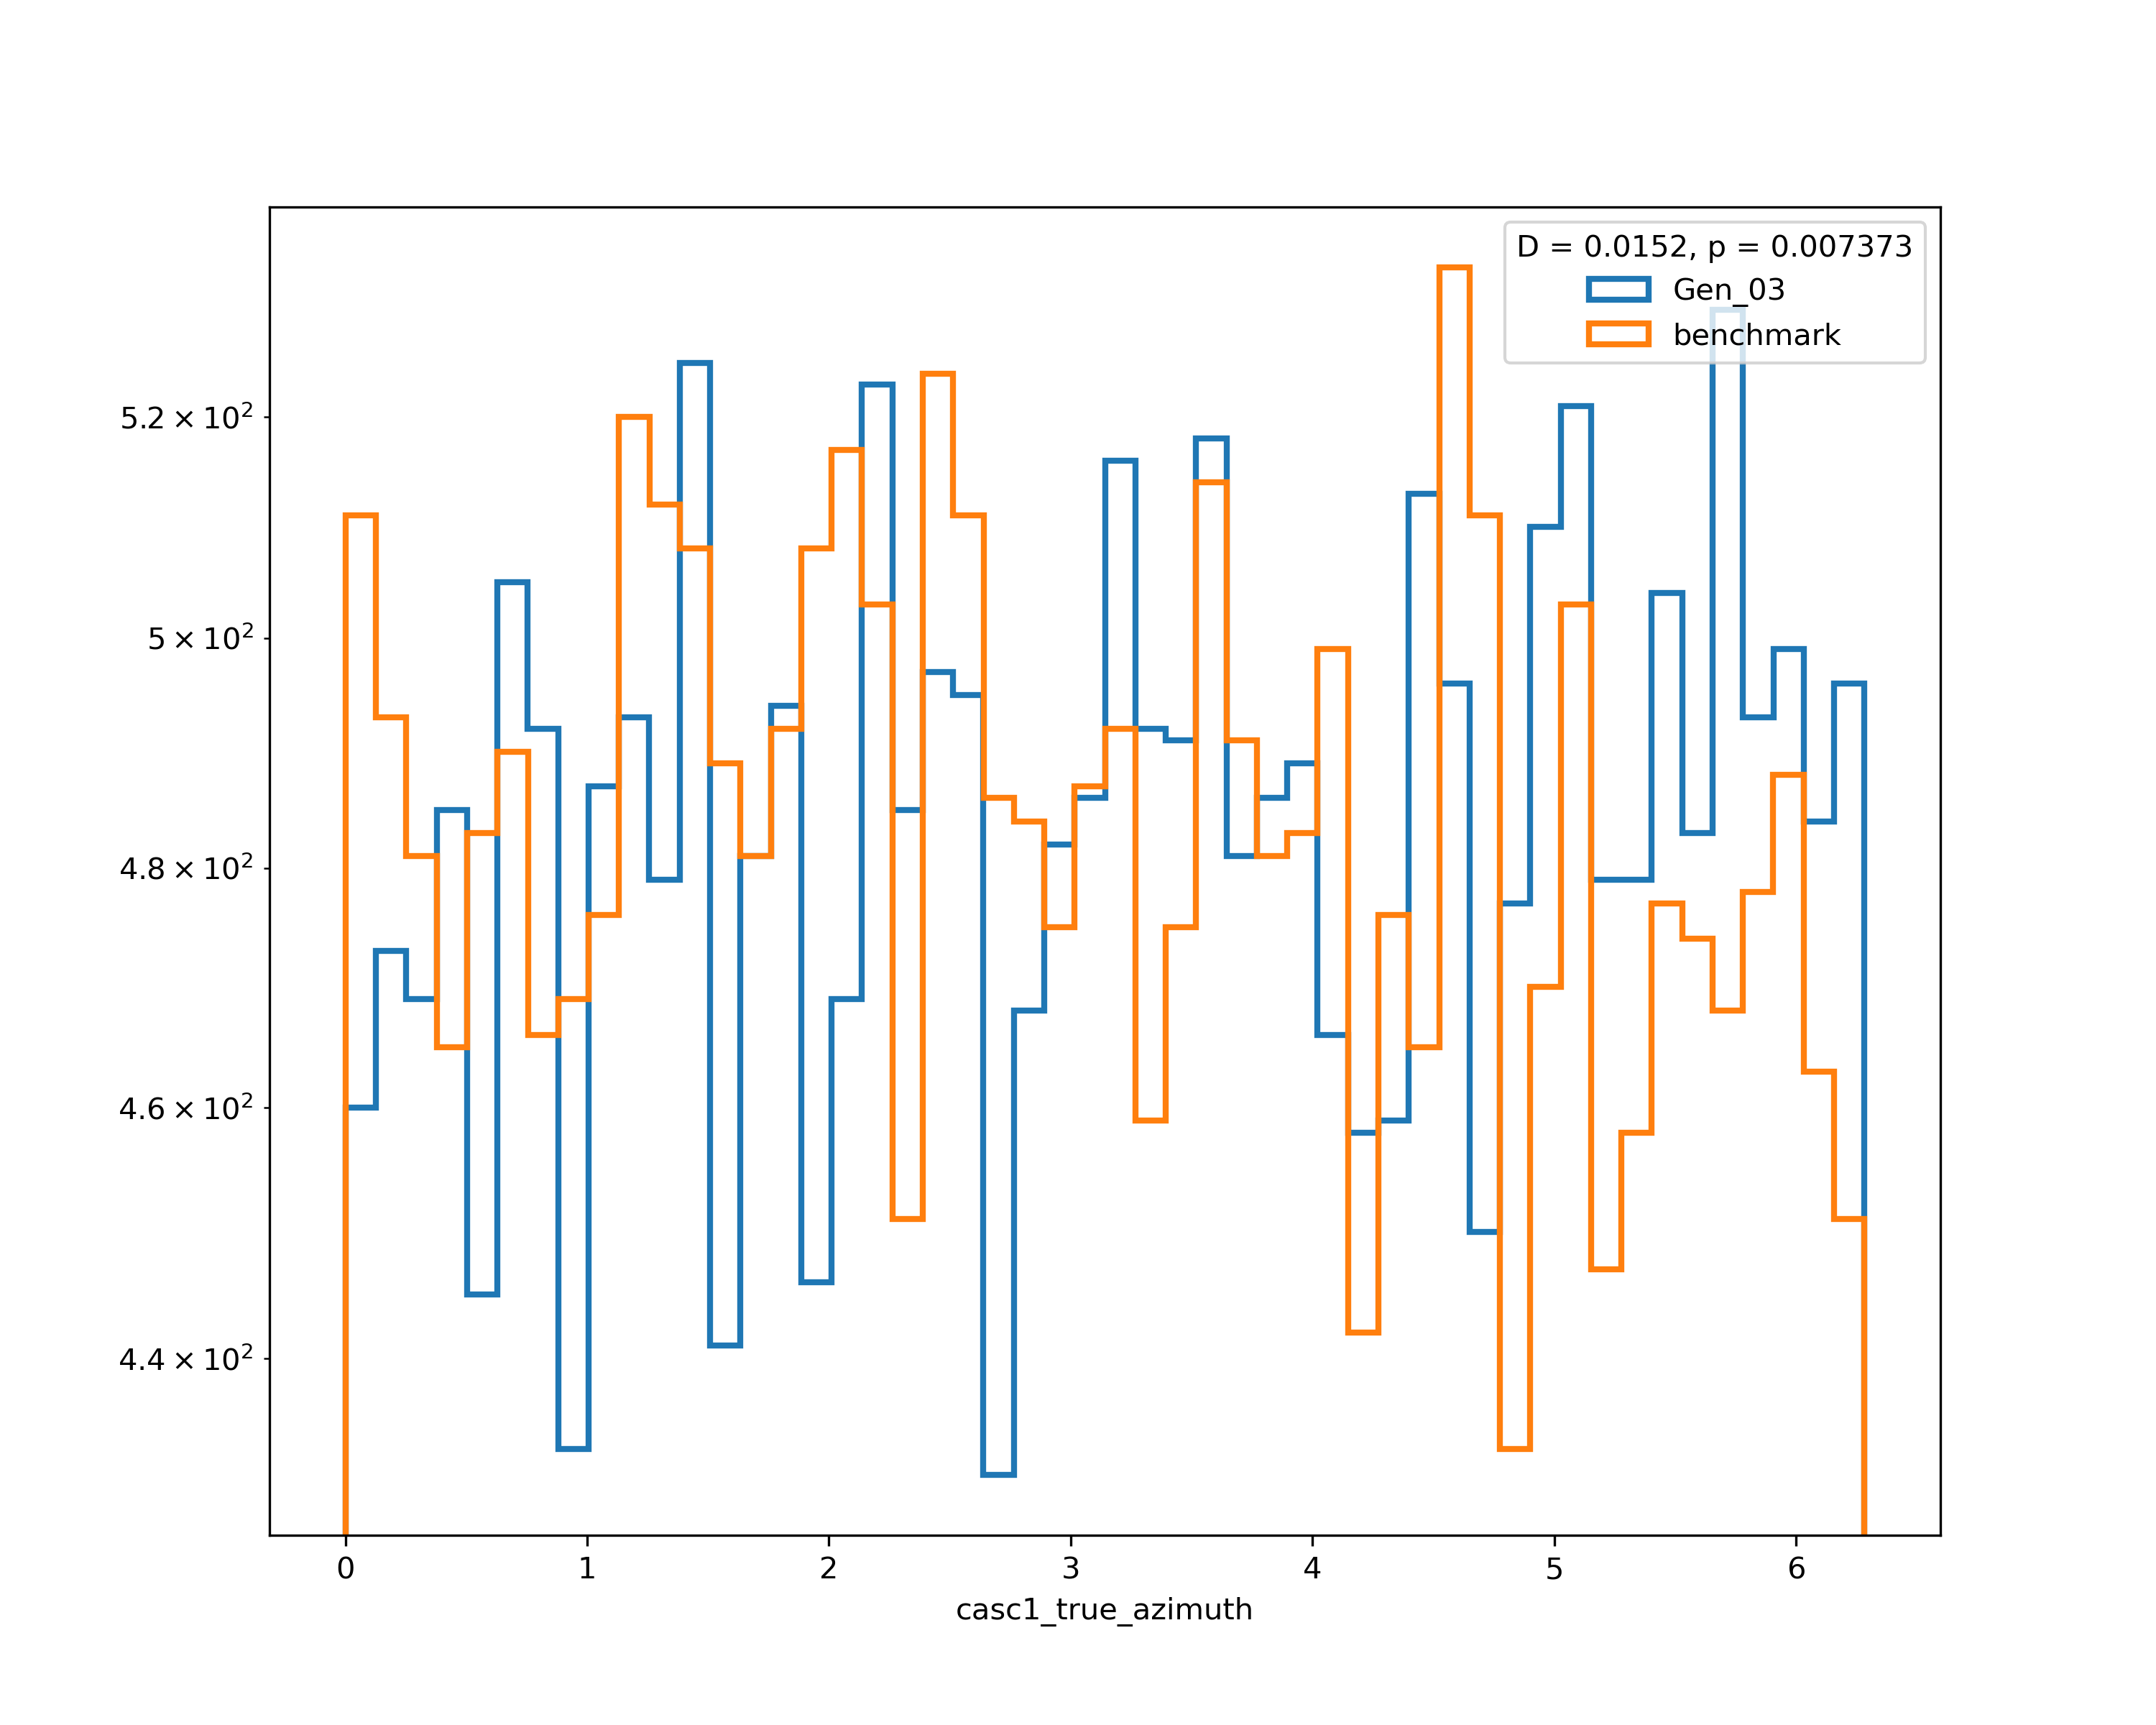 D = 0.0152, p = 0.007373
Gen_03
benchmark
5.2 × 10²
5 × 10²
4.8 × 10²
4.6 × 10²
4.4 × 10²
0 1 2 3 4 5 6
casc1_true_azimuth